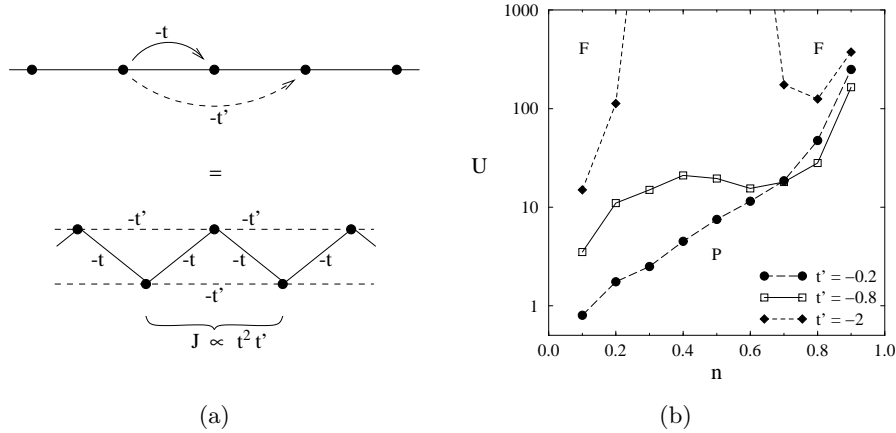 -t
-t'
=
-t' -t'
-t -t -t -t
-t'
J ∝ t² t'
(a)
1000
100
U
10
1
F F
P
t' = −0.2
t' = −0.8
t' = −2
0.0 0.2 0.4 0.6 0.8 1.0
n
(b)